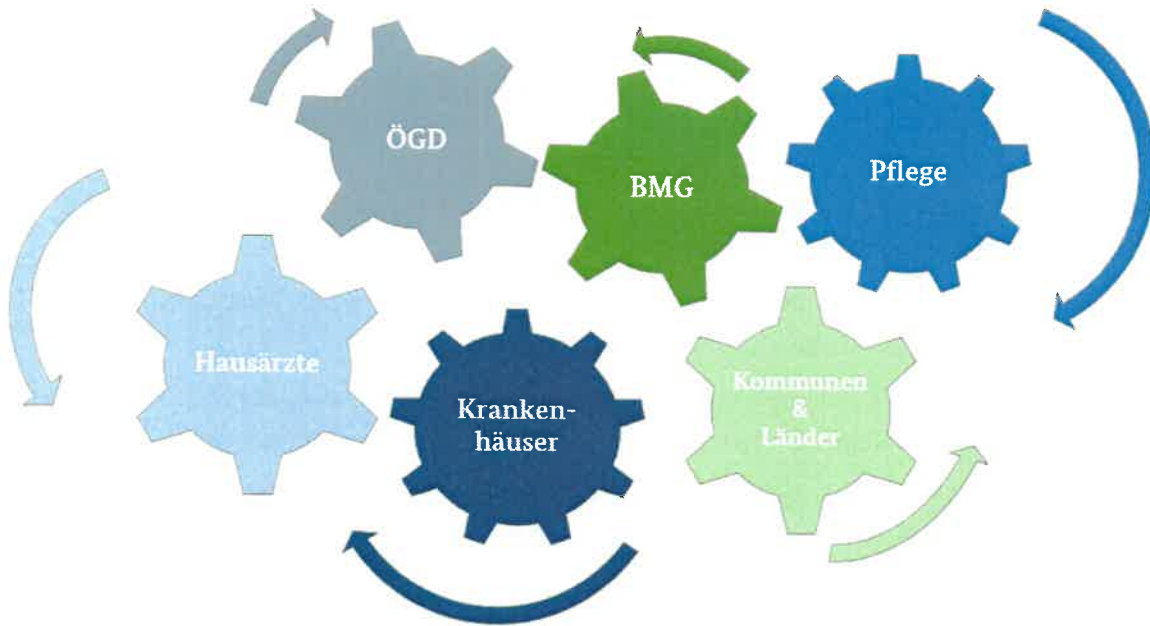 ÖGD
BMG
Pflege
Hausärzte
Kranken-
häuser
Kommunen
&
Länder